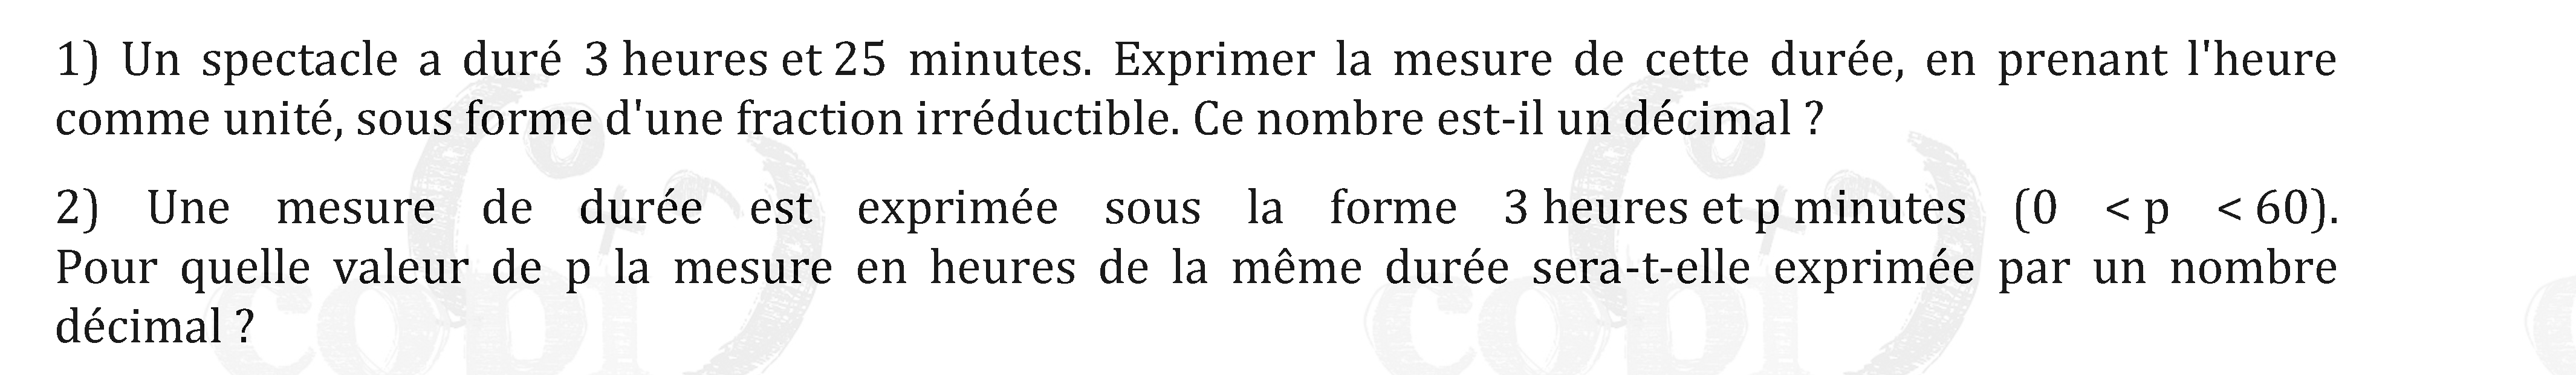 1) Un spectacle a duré 3 heures et 25 minutes. Exprimer la mesure de cette durée, en prenant l'heure
comme unité, sous forme d'une fraction irréductible. Ce nombre est-il un décimal ?
2) Une mesure de durée est exprimée sous la forme 3 heures et p minutes (0 < p < 60).
Pour quelle valeur de p la mesure en heures de la même durée sera-t-elle exprimée par un nombre
décimal ?